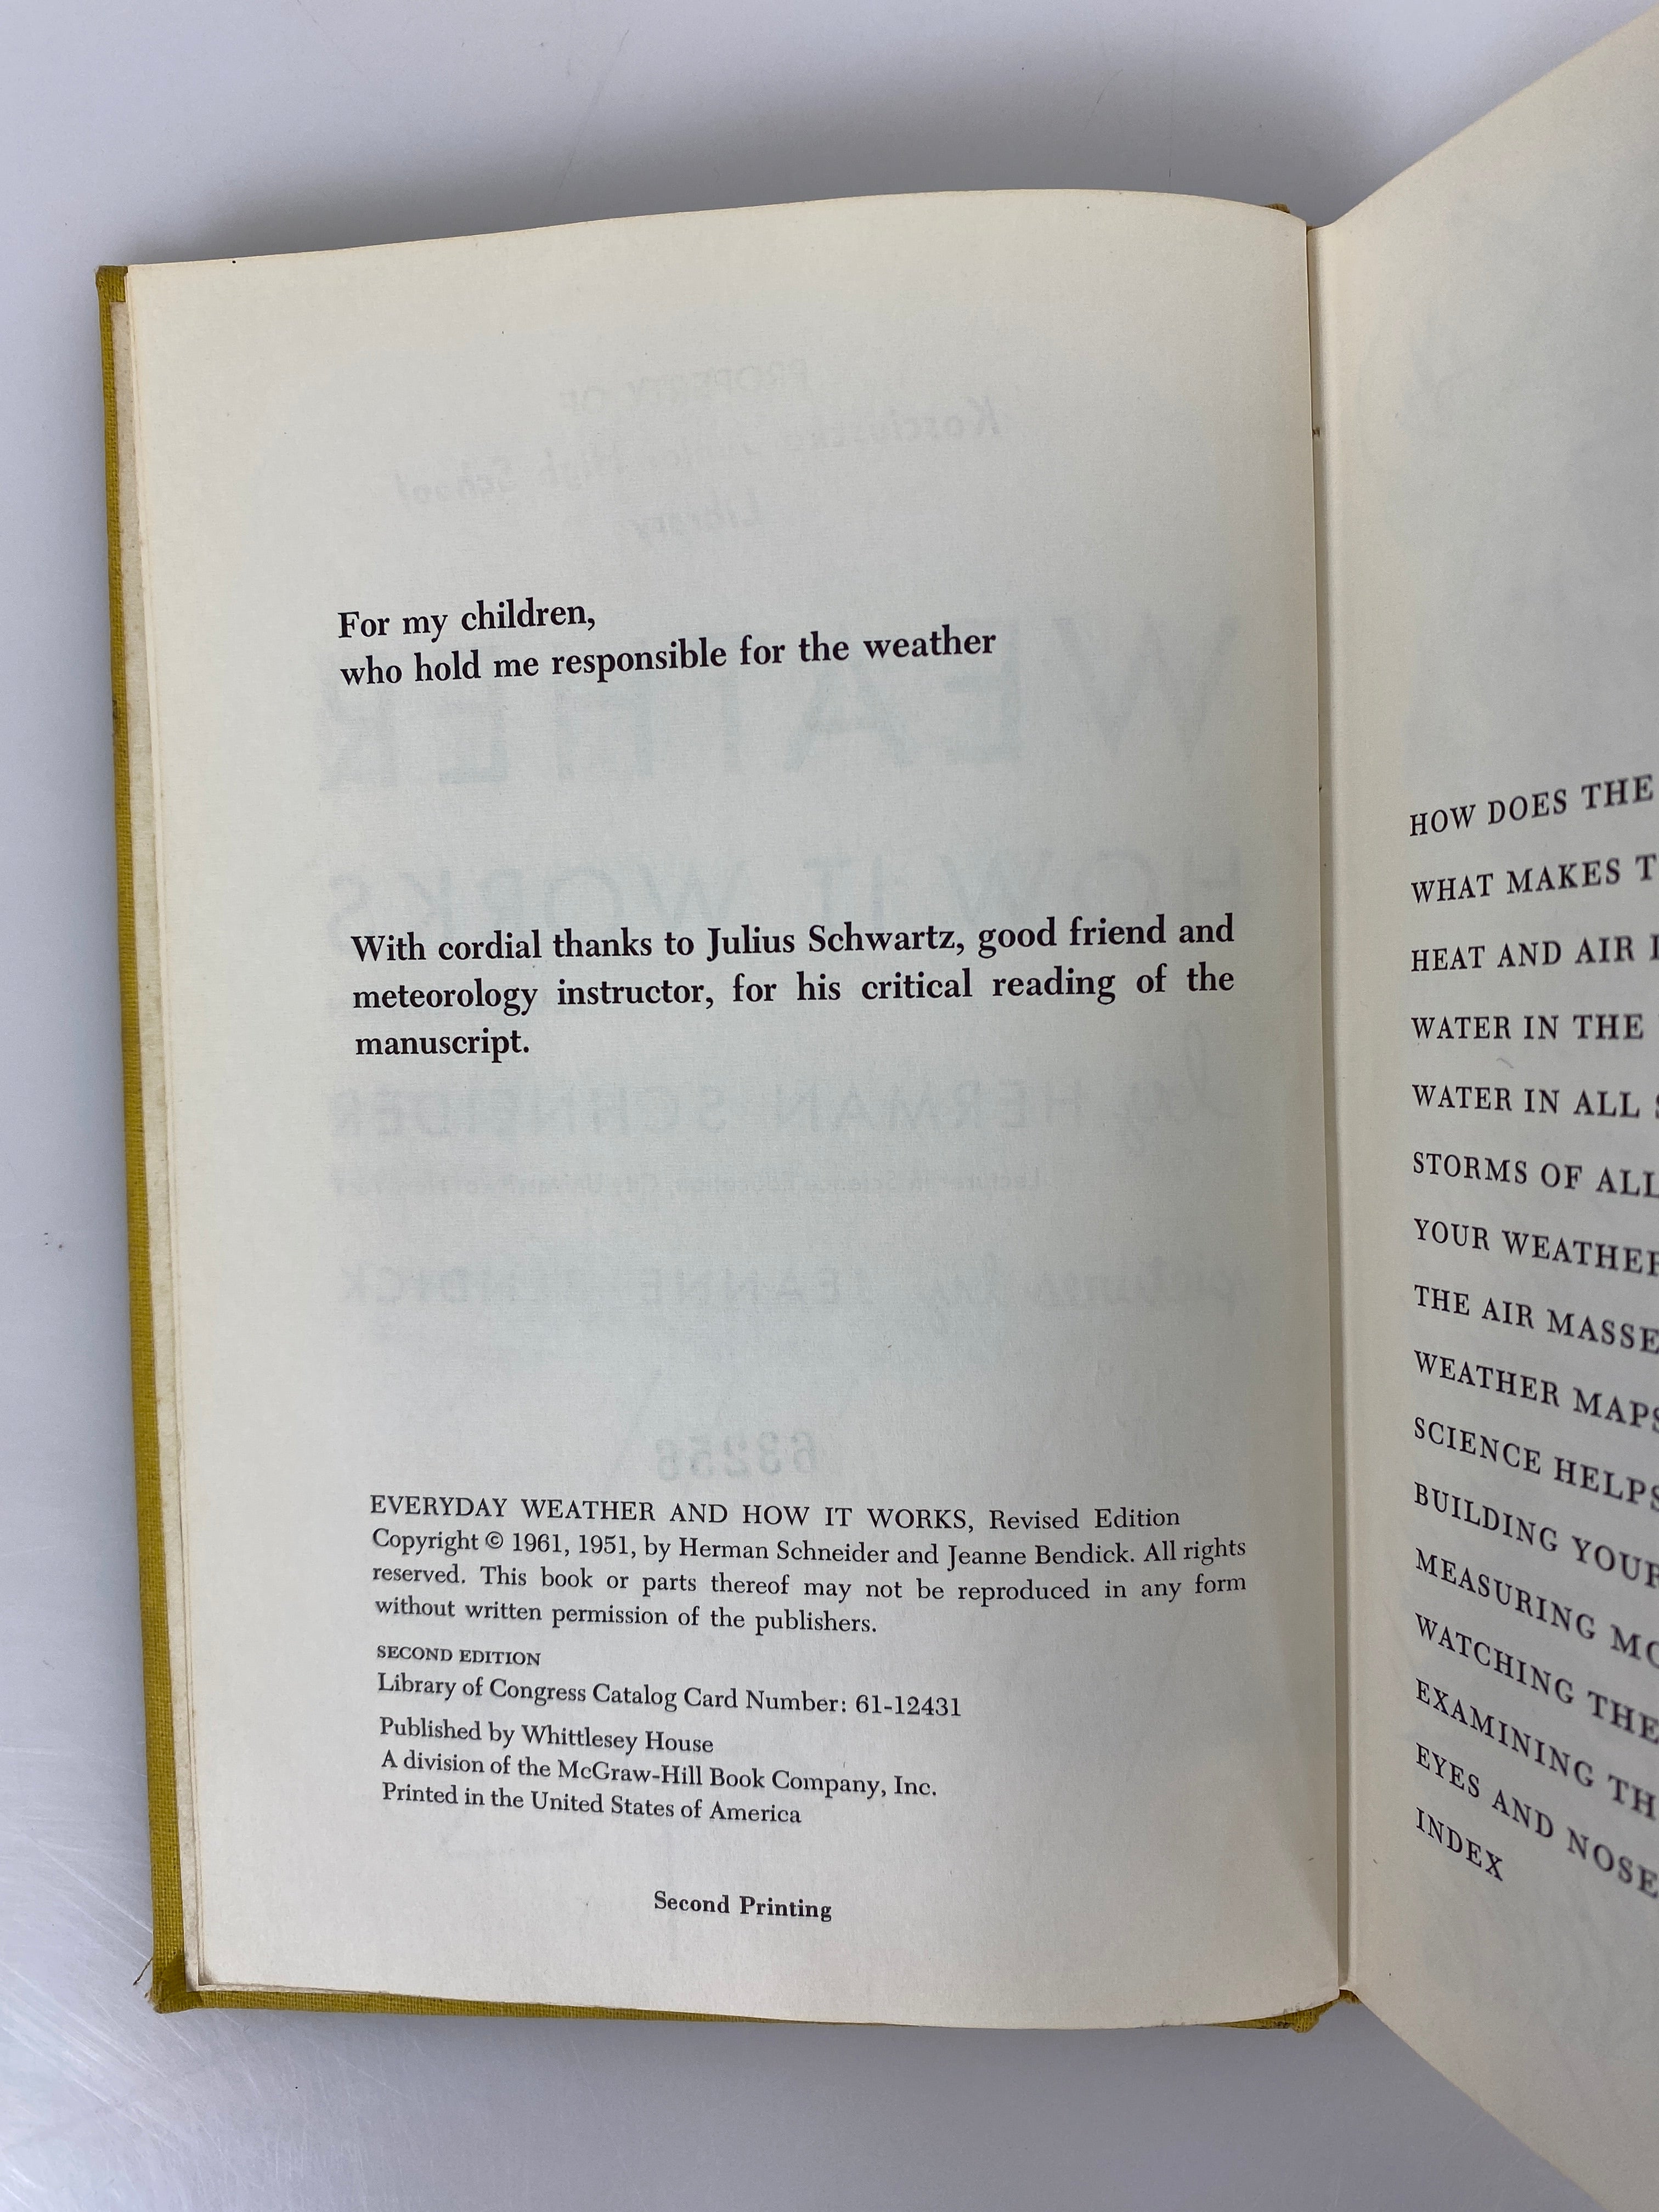 For my children,
who hold me responsible for the weather
With cordial thanks to Julius Schwartz, good friend and
meteorology instructor, for his critical reading of the
manuscript.
EVERYDAY WEATHER AND HOW IT WORKS, Revised Edition
Copyright © 1961, 1951, by Herman Schneider and Jeanne Bendick. All rights
reserved. This book or parts thereof may not be reproduced in any form
without written permission of the publishers.
SECOND EDITION
Library of Congress Catalog Card Number: 61-12431
Published by Whittlesey House
A division of the McGraw-Hill Book Company, Inc.
Printed in the United States of America
Second Printing
HOW DOES THE
WHAT MAKES T
HEAT AND AIR
WATER IN THE
WATER IN ALL
STORMS OF ALL
YOUR WEATHER
THE AIR MASSE
WEATHER MAPS
SCIENCE HELPS
BUILDING YOUR
MEASURING MO
WATCHING THE
EXAMINING TH
EYES AND NOSE
INDEX